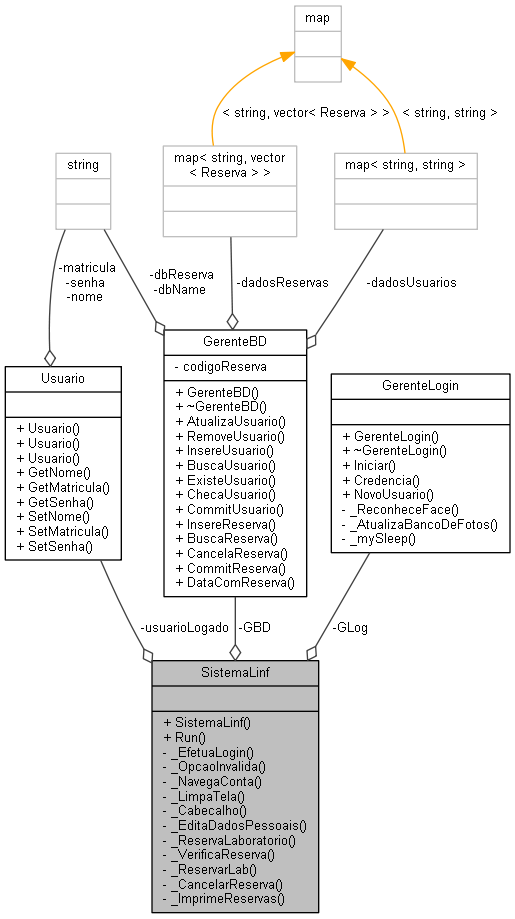 map
< string, vector< Reserva > >
< string, string >
string
map< string, vector
< Reserva > >
map< string, string >
-matricula
-senha
-nome
-dbReserva
-dbName
-dadosReservas
-dadosUsuarios
Usuario
+ Usuario()
+ Usuario()
+ Usuario()
+ GetNome()
+ GetMatricula()
+ GetSenha()
+ SetNome()
+ SetMatricula()
+ SetSenha()
GerenteBD
- codigoReserva
+ GerenteBD()
+ ~GerenteBD()
+ AtualizaUsuario()
+ RemoveUsuario()
+ InsereUsuario()
+ BuscaUsuario()
+ ExisteUsuario()
+ ChecaUsuario()
+ CommitUsuario()
+ InsereReserva()
+ BuscaReserva()
+ CancelaReserva()
+ CommitReserva()
+ DataComReserva()
GerenteLogin
+ GerenteLogin()
+ ~GerenteLogin()
+ Iniciar()
+ Credencia()
+ NovoUsuario()
- _ReconheceFace()
- _AtualizaBancoDeFotos()
- _mySleep()
-usuarioLogado
-GBD
-GLog
SistemaLinf
+ SistemaLinf()
+ Run()
- _EfetuaLogin()
- _OpcaoInvalida()
- _NavegaConta()
- _LimpaTela()
- _Cabecalho()
- _EditaDadosPessoais()
- _ReservaLaboratorio()
- _VerificaReserva()
- _ReservarLab()
- _CancelarReserva()
- _ImprimeReservas()